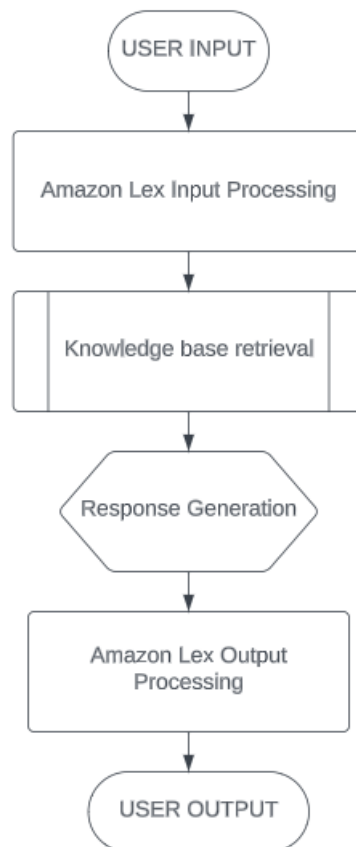 USER INPUT
Amazon Lex Input Processing
Knowledge base retrieval
Response Generation
Amazon Lex Output
Processing
USER OUTPUT